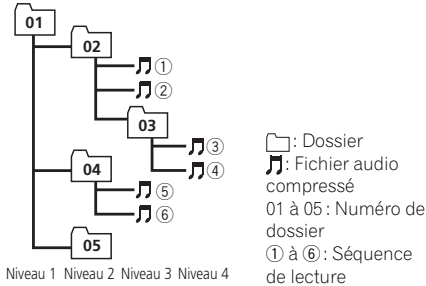 01
02
①
②
03
③
④
04
⑤
⑥
05
Niveau 1 Niveau 2 Niveau 3 Niveau 4
: Dossier
: Fichier audio
compressé
01 à 05 : Numéro de
dossier
① à ⑥ : Séquence
de lecture